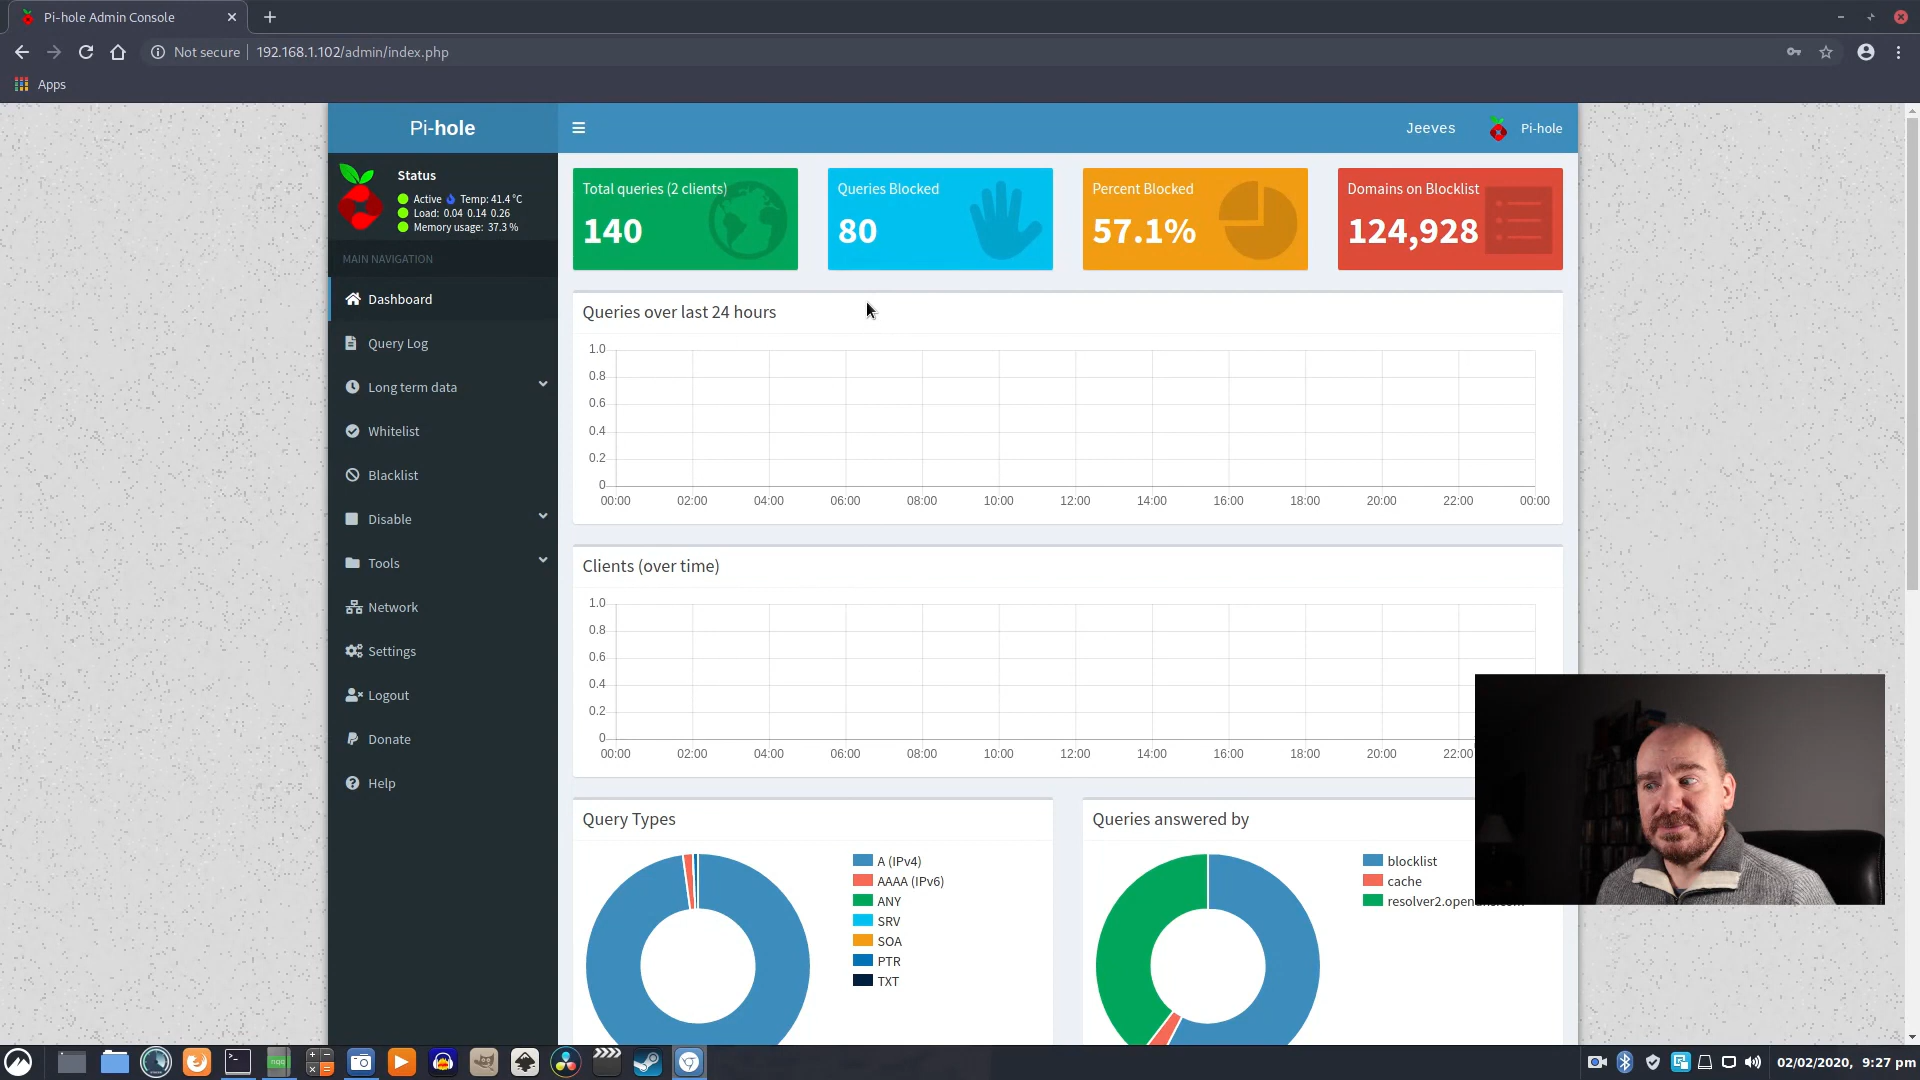 Pi-hole Admin Console
Not secure
192.168.1.102/admin/index.php
Apps
Pi-hole
Jeeves
Pi-hole
Status
Active Temp: 41.4 °C
Load: 0.04 0.14 0.26
Memory usage: 37.3 %
MAIN NAVIGATION
Dashboard
Query Log
Long term data
Whitelist
Blacklist
Disable
Tools
Network
Settings
Logout
Donate
Help
Total queries (2 clients)
140
Queries Blocked
80
Percent Blocked
57.1%
Domains on Blocklist
124,928
Queries over last 24 hours
1.0
0.8
0.6
0.4
0.2
0
00:00 02:00 04:00 06:00 08:00 10:00 12:00 14:00 16:00 18:00 20:00 22:00 00:00
Clients (over time)
1.0
0.8
0.6
0.4
0.2
0
00:00 02:00 04:00 06:00 08:00 10:00 12:00 14:00 16:00 18:00 20:00 22:00
Query Types
A (IPv4)
AAAA (IPv6)
ANY
SRV
SOA
PTR
TXT
Queries answered by
blocklist
cache
02/02/2020, 9:27 pm